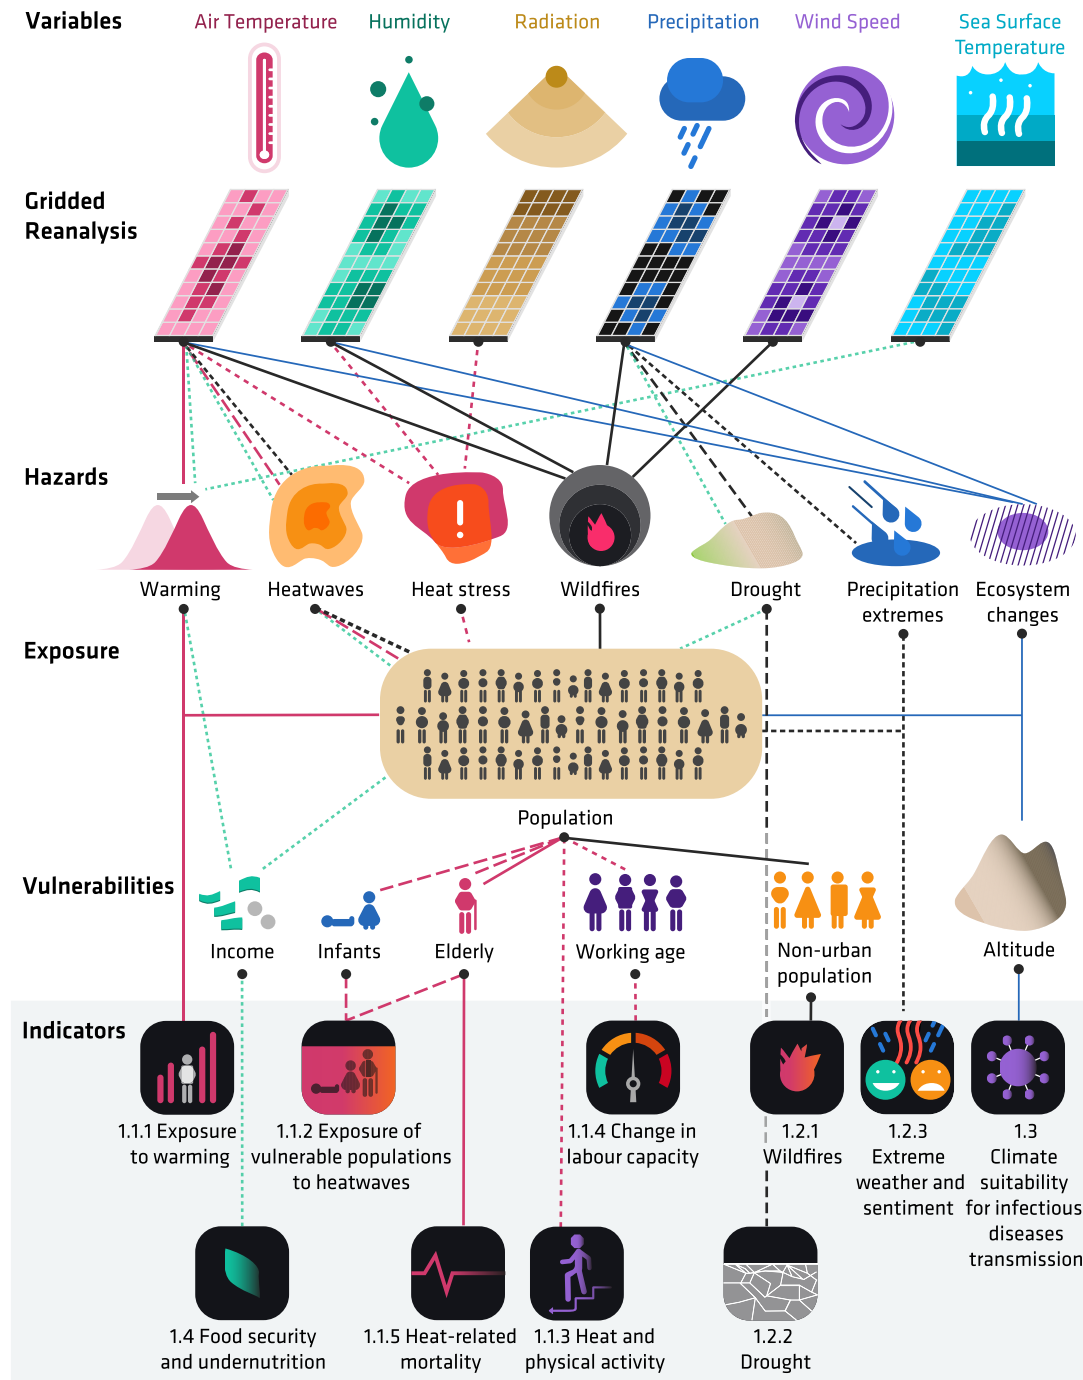 Variables
Air Temperature
Humidity
Radiation
Precipitation
Wind Speed
Sea Surface
Temperature
Gridded
Reanalysis
Hazards
Warming
Heatwaves
Heat stress
Wildfires
Drought
Precipitation
extremes
Ecosystem
changes
Exposure
Population
Vulnerabilities
Income
Infants
Elderly
Working age
Non-urban
population
Altitude
Indicators
1.1.1 Exposure
to warming
1.1.2 Exposure of
vulnerable populations
to heatwaves
1.1.4 Change in
labour capacity
1.2.1
Wildfires
1.2.3
Extreme
weather and
sentiment
1.3
Climate
suitability
for infectious
diseases
transmission
1.4 Food security
and undernutrition
1.1.5 Heat-related
mortality
1.1.3 Heat and
physical activity
1.2.2
Drought